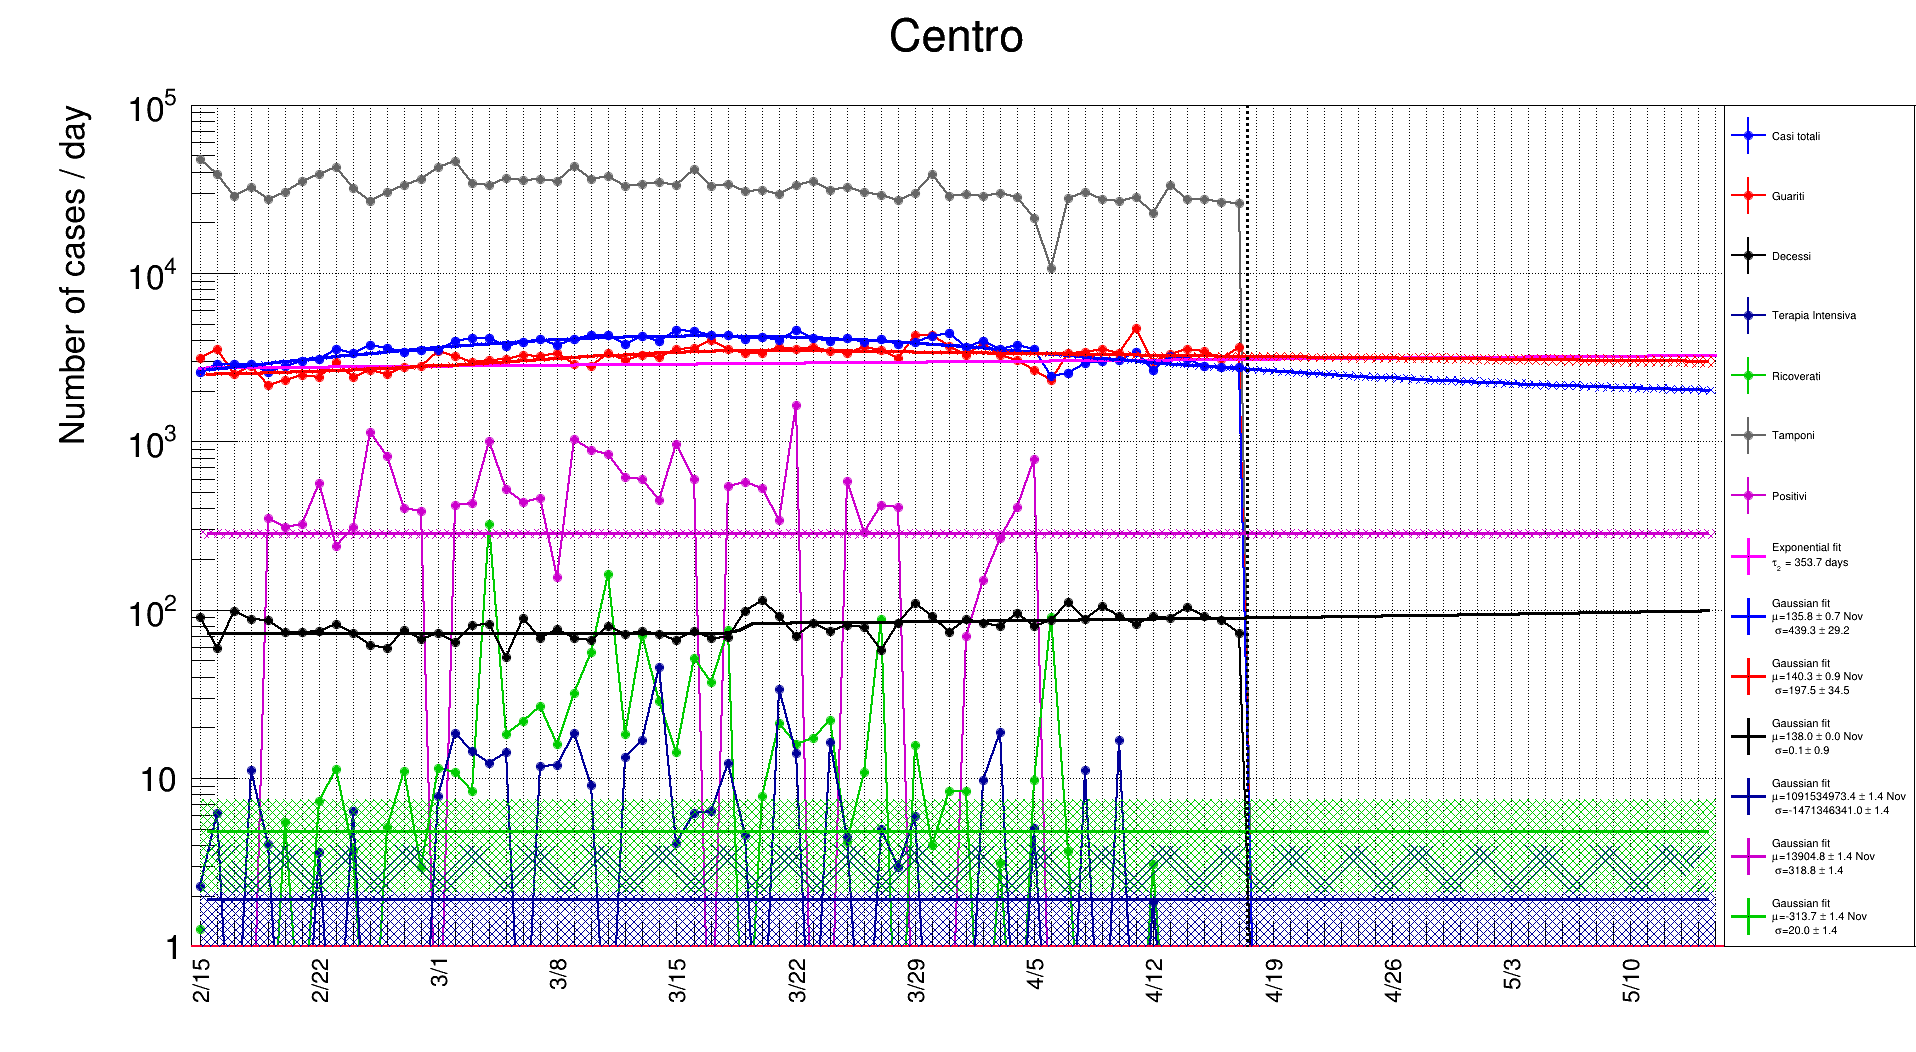 Centro
Number of cases / day
10^5
10^4
10^3
10^2
10
1
2/15 2/22 3/1 3/8 3/15 3/22 3/29 4/5 4/12 4/19 4/26 5/3 5/10
Casi totali
Guariti
Decessi
Terapia Intensiva
Ricoverati
Tamponi
Positivi
Exponential fit
τ_2 = 353.7 days
Gaussian fit
μ=135.8 ± 0.7 Nov
σ=439.3 ± 29.2
Gaussian fit
μ=140.3 ± 0.9 Nov
σ=197.5 ± 34.5
Gaussian fit
μ=138.0 ± 0.0 Nov
σ=0.1 ± 0.9
Gaussian fit
μ=1091534973.4 ± 1.4 Nov
σ=-1471346341.0 ± 1.4
Gaussian fit
μ=13904.8 ± 1.4 Nov
σ=318.8 ± 1.4
Gaussian fit
μ=-313.7 ± 1.4 Nov
σ=20.0 ± 1.4